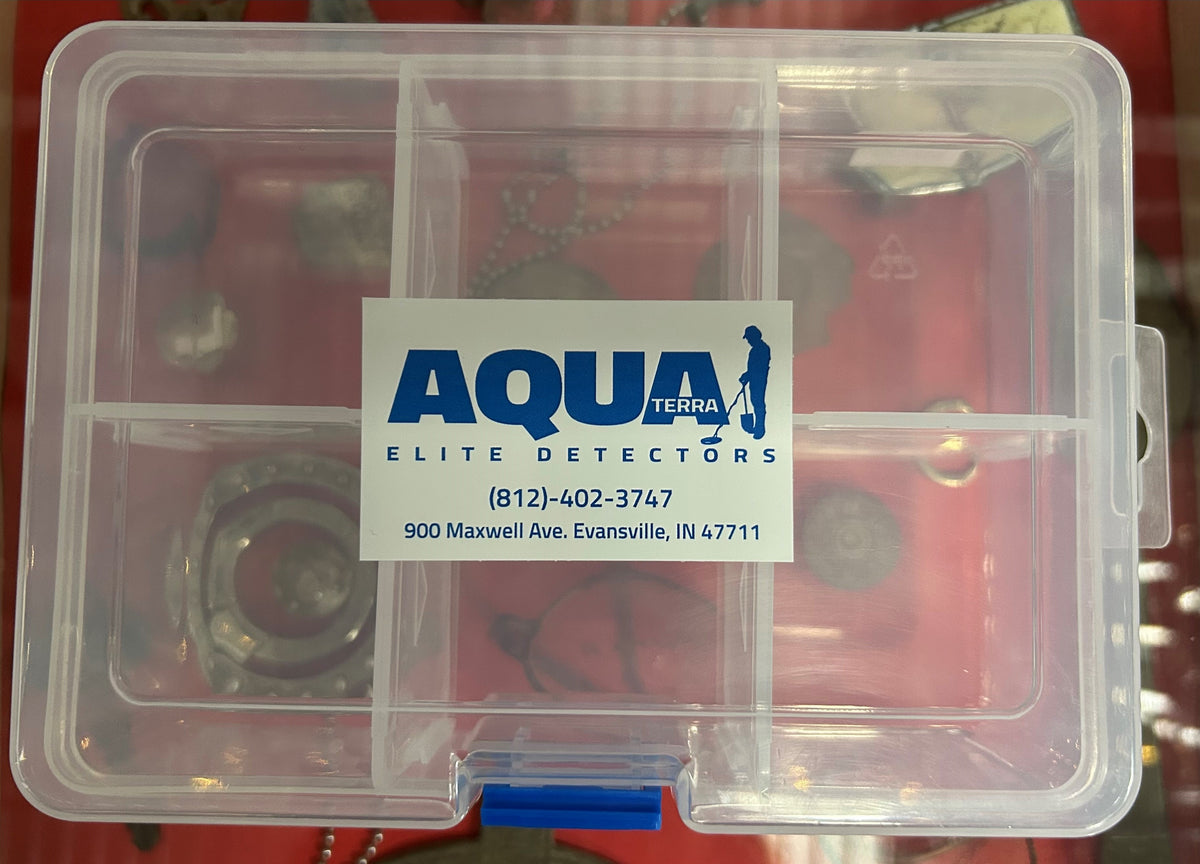 AQUA
TERRA
ELITE DETECTORS
(812)-402-3747
900 Maxwell Ave. Evansville, IN 47711